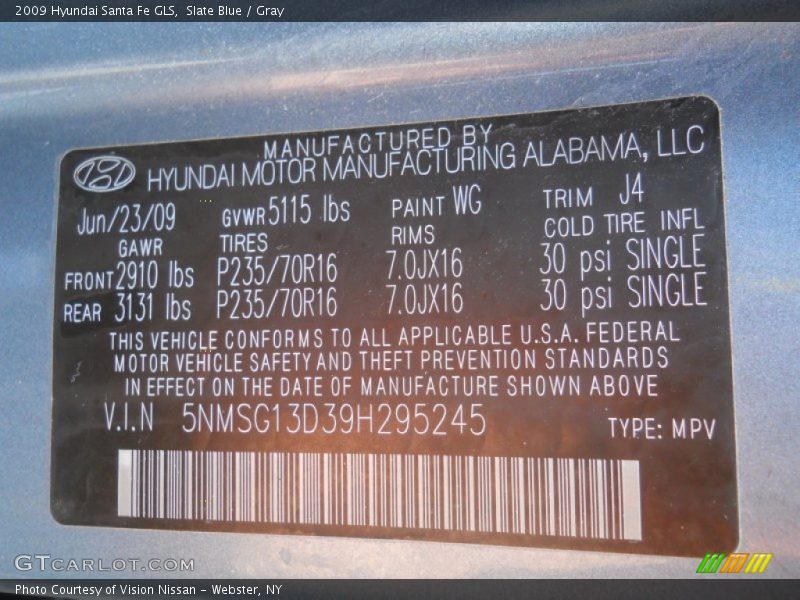 2009 Hyundai Santa Fe GLS, Slate Blue / Gray
MANUFACTURED BY
HYUNDAI MOTOR MANUFACTURING ALABAMA, LLC
Jun/23/09 GVWR 5115 lbs PAINT WG TRIM J4
GAWR TIRES RIMS COLD TIRE INFL
FRONT 2910 lbs P235/70R16 7.0JX16 30 psi SINGLE
REAR 3131 lbs P235/70R16 7.0JX16 30 psi SINGLE
THIS VEHICLE CONFORMS TO ALL APPLICABLE U.S.A. FEDERAL
MOTOR VEHICLE SAFETY AND THEFT PREVENTION STANDARDS
IN EFFECT ON THE DATE OF MANUFACTURE SHOWN ABOVE
V.I.N 5NMSG13D39H295245 TYPE: MPV
GTCARLOT.COM
Photo Courtesy of Vision Nissan - Webster, NY